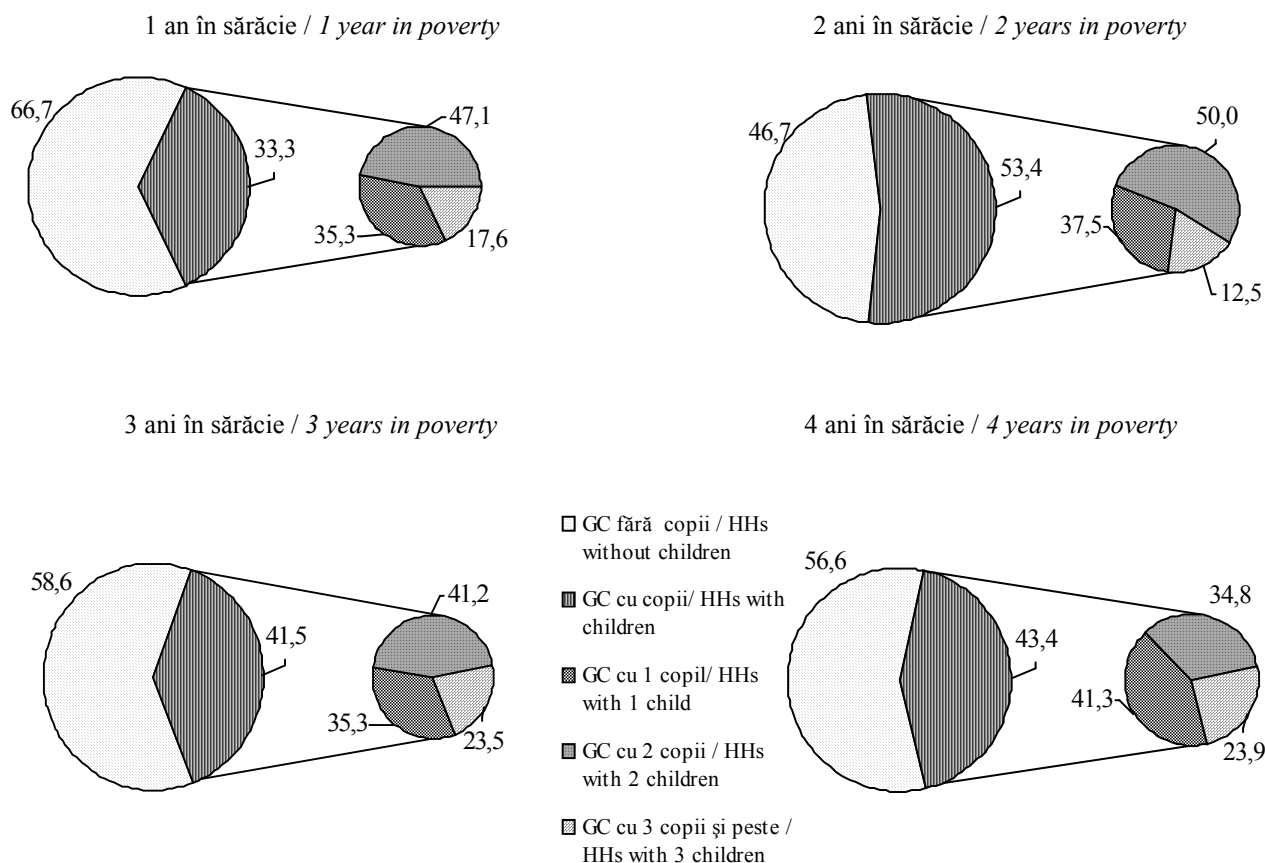 1 an în sărăcie / 1 year in poverty
66,7
33,3
47,1
35,3
17,6
2 ani în sărăcie / 2 years in poverty
46,7
53,4
50,0
37,5
12,5
3 ani în sărăcie / 3 years in poverty
58,6
41,5
41,2
35,3
23,5
GC fără copii / HHs
without children
GC cu copii/ HHs with
children
GC cu 1 copil/ HHs
with 1 child
GC cu 2 copii / HHs
with 2 children
GC cu 3 copii şi peste /
HHs with 3 children
4 ani în sărăcie / 4 years in poverty
56,6
43,4
34,8
41,3
23,9